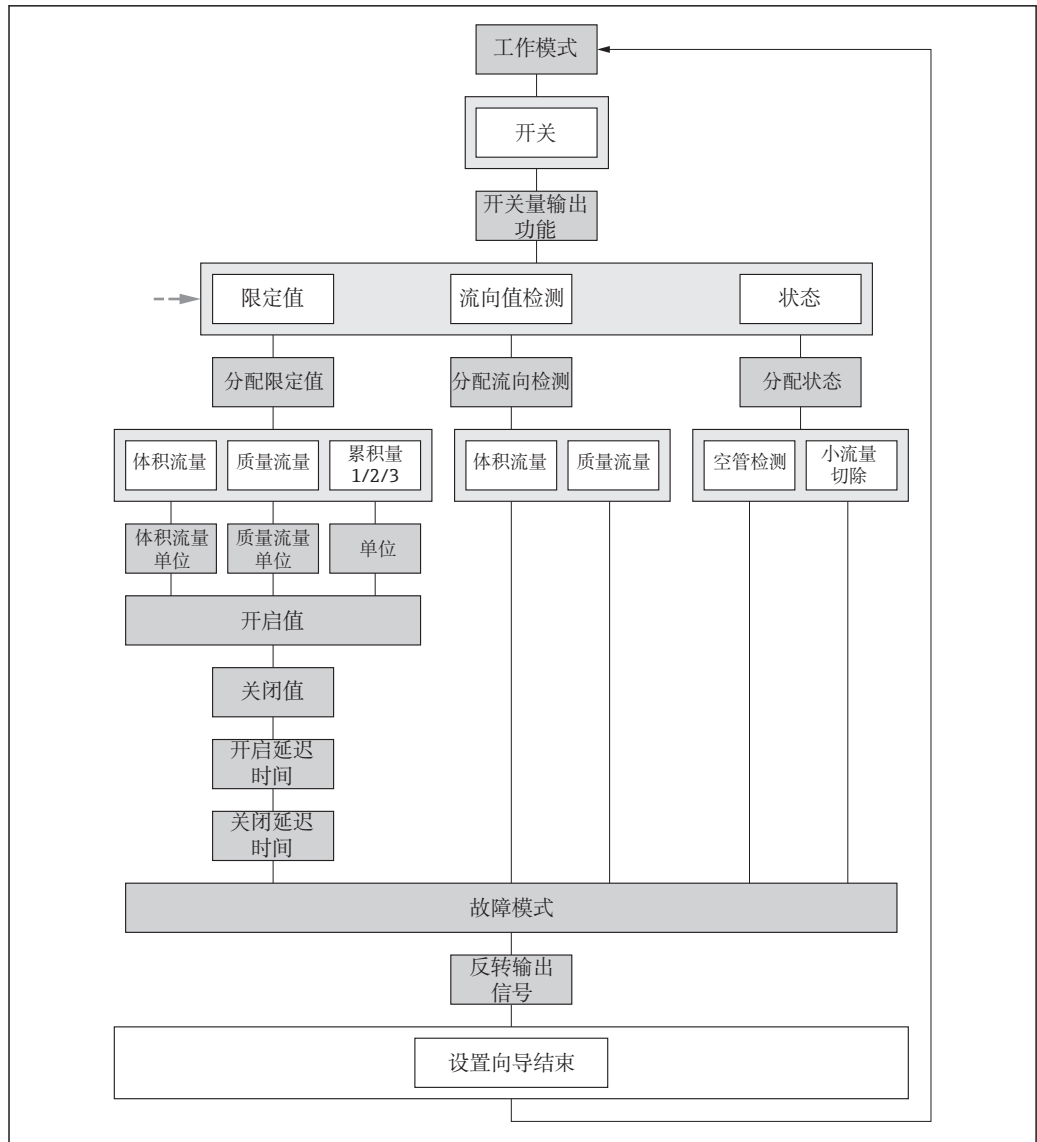 工作模式
开关
开关量输出
功能
限定值
流向值检测
状态
分配限定值
分配流向检测
分配状态
体积流量
质量流量
累积量
1/2/3
体积流量
质量流量
空管检测
小流量
切除
体积流量
单位
质量流量
单位
单位
开启值
关闭值
开启延迟
时间
关闭延迟
时间
故障模式
反转输出
信号
设置向导结束